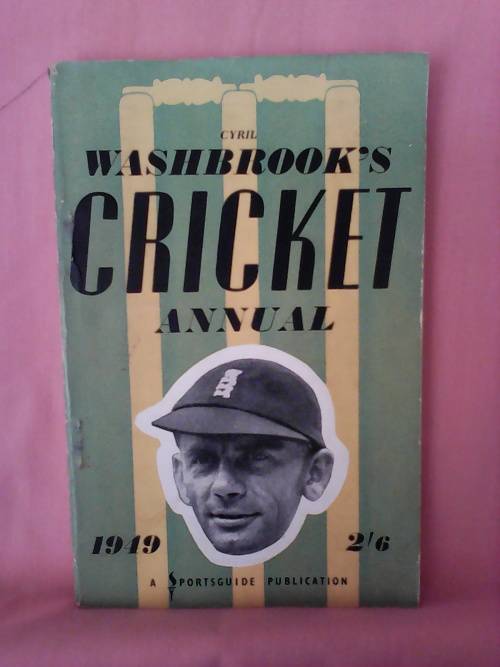 CYRIL
WASHBROOK'S
CRICKET
ANNUAL
1949 2/6
A SPORTSGUIDE PUBLICATION